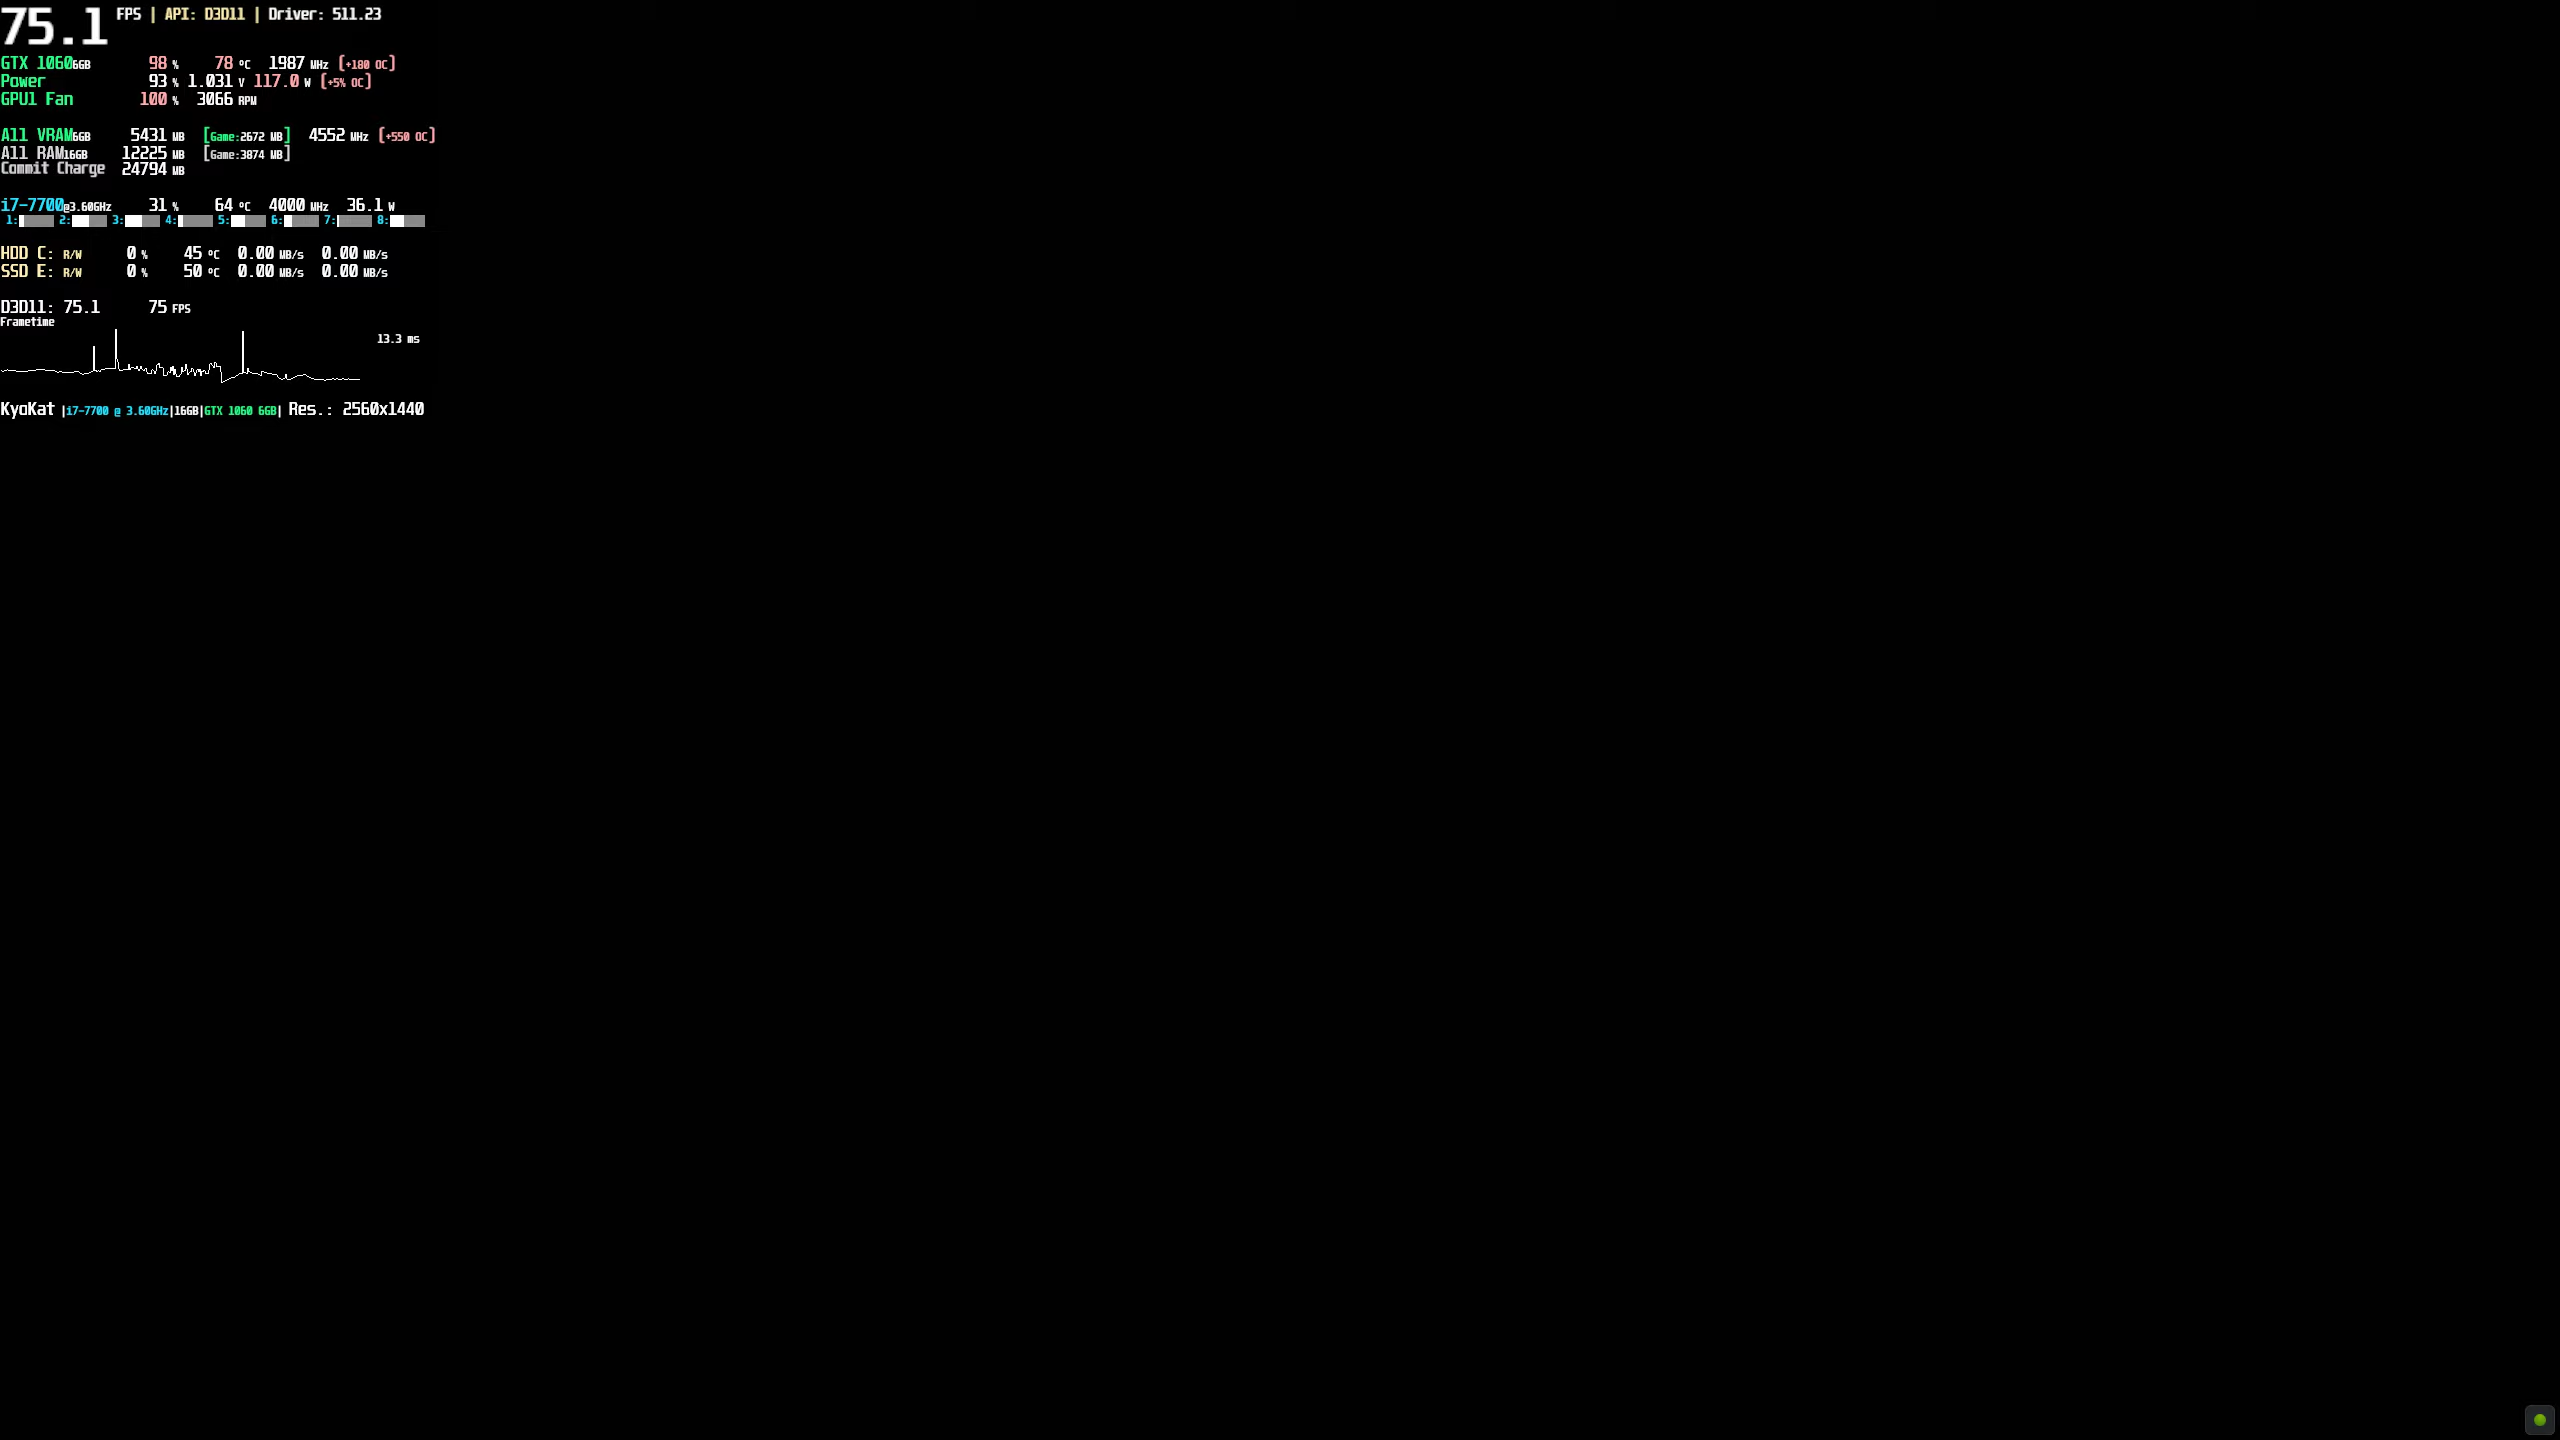 75.1 FPS | API: D3D11 | Driver: 511.23
GTX 1060 6GB 98 % 78 °C 1987 MHz [+180 OC]
Power 93 % 1.031 V 117.0 W [+5% OC]
GPU1 Fan 100 % 3066 RPM
All VRAM 6GB 5431 MB [Game:2672 MB] 4552 MHz [+550 OC]
All RAM 16GB 12225 MB [Game:3874 MB]
Commit Charge 24794 MB
i7-7700@3.60GHz 31 % 64 °C 4000 MHz 36.1 W
1: 2: 3: 4: 5: 6: 7: 8:
HDD C: R/W 0 % 45 °C 0.00 MB/s 0.00 MB/s
SSD E: R/W 0 % 50 °C 0.00 MB/s 0.00 MB/s
D3D11: 75.1 75 FPS
Frametime
13.3 ms
KyoKat |i7-7700 @ 3.60GHz|16GB|GTX 1060 6GB| Res.: 2560x1440